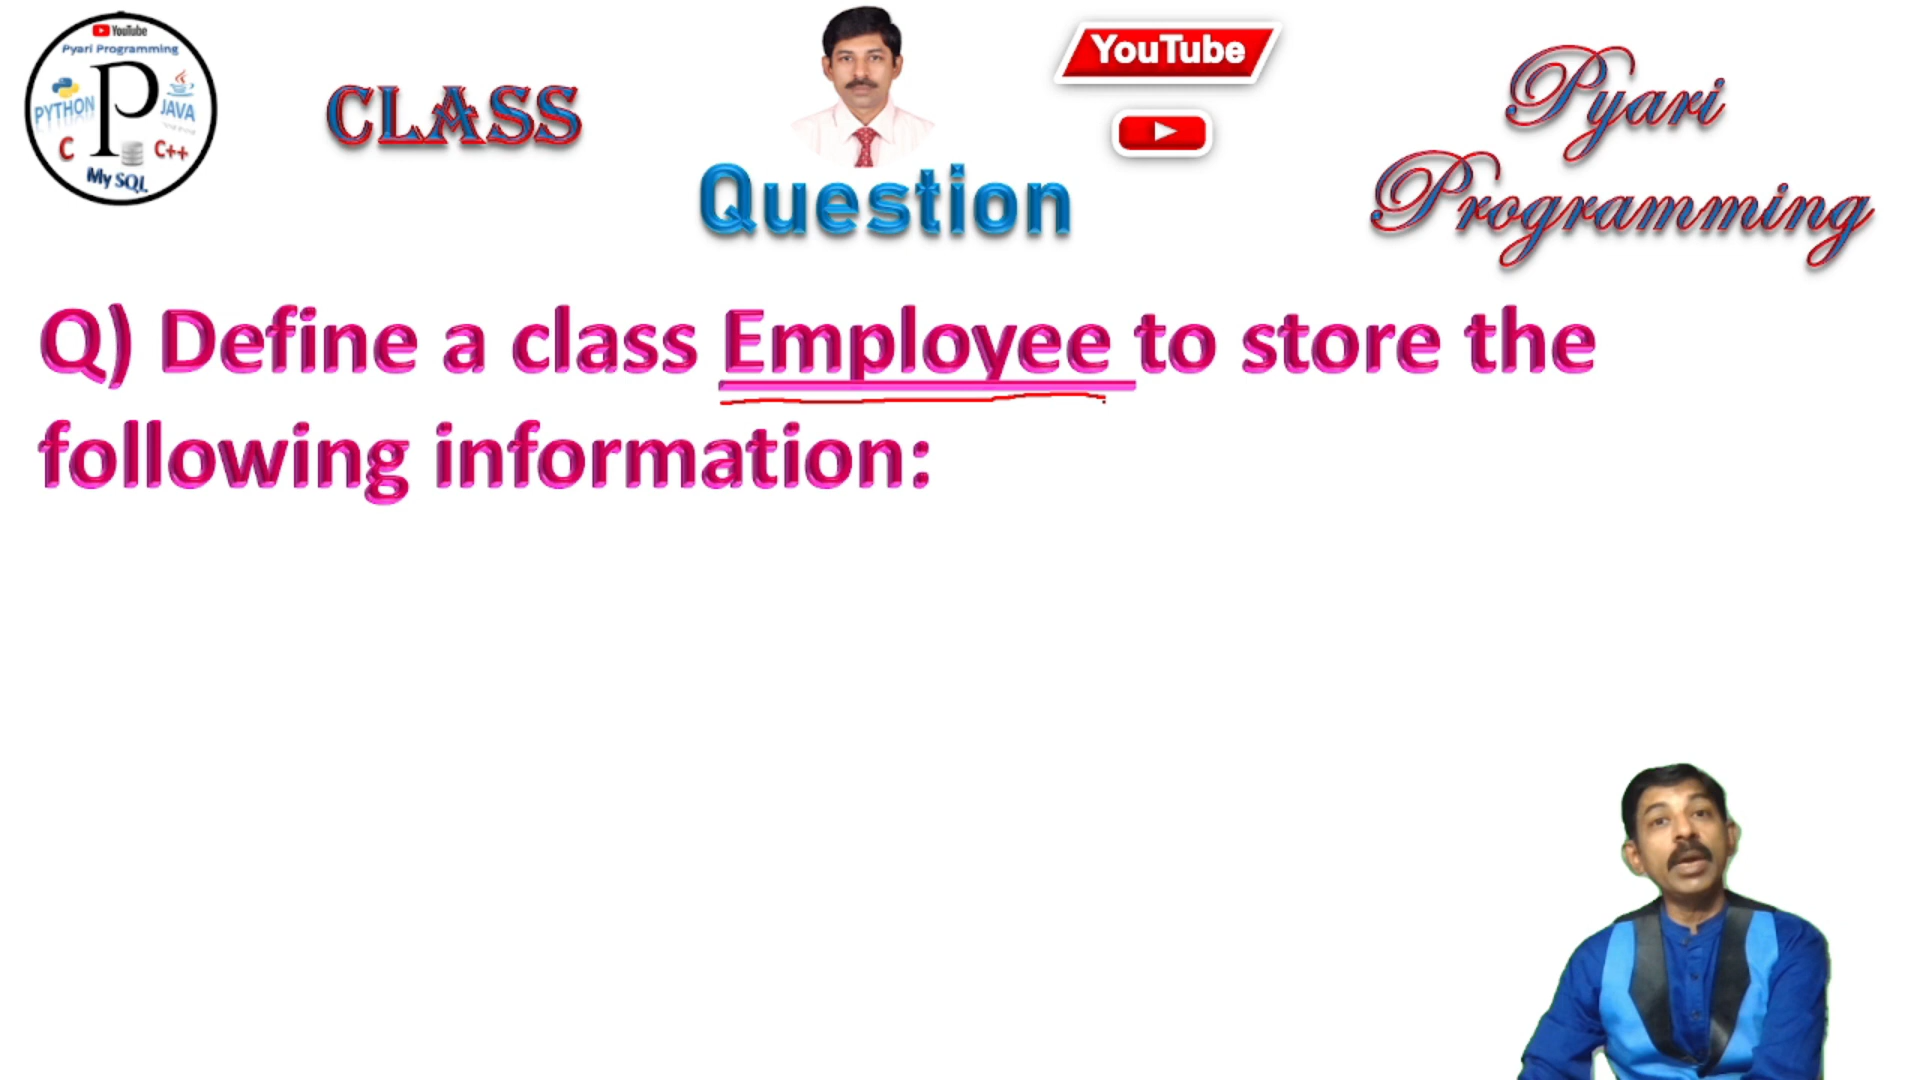 YouTube
Pyari Programming
P
PYTHON
JAVA
C
C++
My SQL
CLASS
Question
YouTube
Pyari
Programming
Q) Define a class Employee to store the
following information: